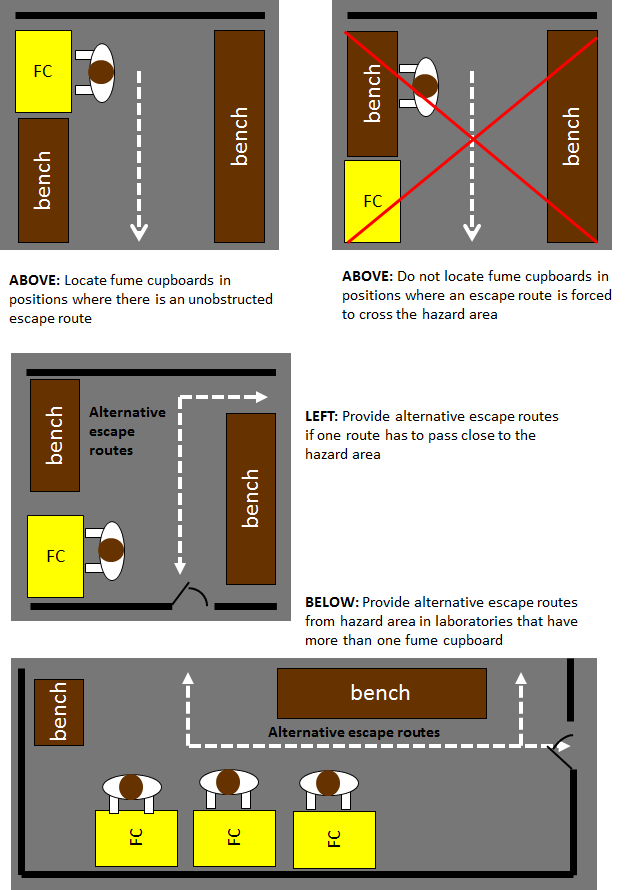 FC
bench
bench
bench
FC
bench
ABOVE: Locate fume cupboards in
positions where there is an unobstructed
escape route
ABOVE: Do not locate fume cupboards in
positions where an escape route is forced
to cross the hazard area
bench
Alternative
escape
routes
bench
FC
LEFT: Provide alternative escape routes
if one route has to pass close to the
hazard area
BELOW: Provide alternative escape routes
from hazard area in laboratories that have
more than one fume cupboard
bench
bench
Alternative escape routes
FC
FC
FC